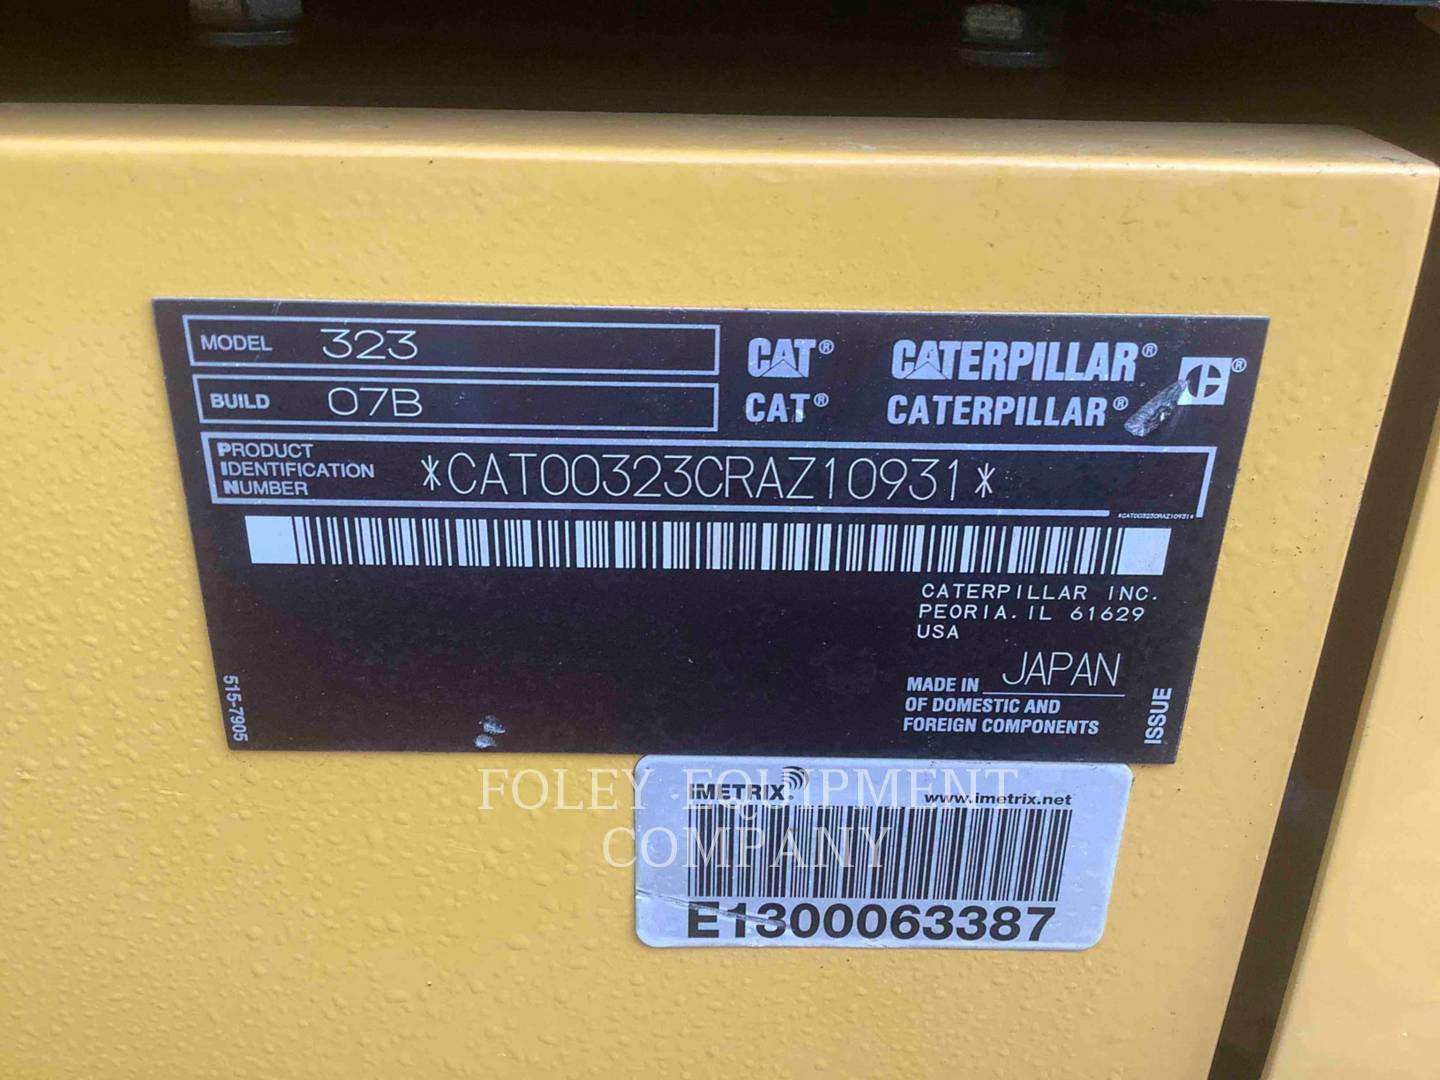 MODEL 323
BUILD 07B
CAT® CATERPILLAR® ®
CAT® CATERPILLAR®
PRODUCT
IDENTIFICATION
NUMBER
*CAT00323CRAZ10931*
*CAT00323CRAZ10931*
CATERPILLAR INC.
PEORIA. IL 61629
USA
MADE IN JAPAN
OF DOMESTIC AND
FOREIGN COMPONENTS
515-7905
ISSUE
FOLEY EQUIPMENT
COMPANY
iMETRIX. www.imetrix.net
E1300063387